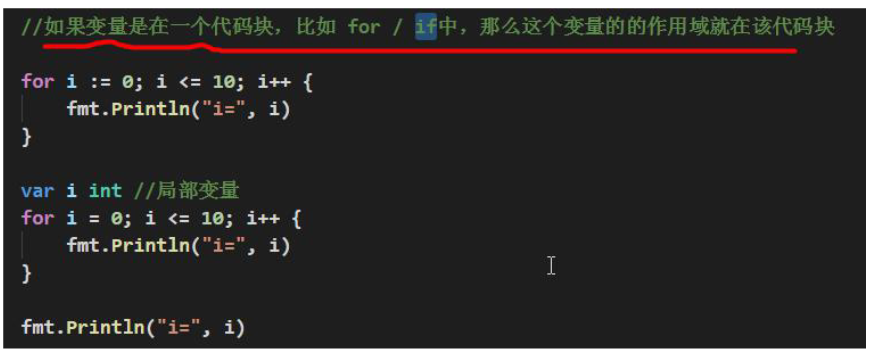 //如果变量是在一个代码块，比如 for / if中，那么这个变量的的作用域就在该代码块
for i := 0; i <= 10; i++ {
    fmt.Println("i=", i)
}
var i int //局部变量
for i = 0; i <= 10; i++ {
    fmt.Println("i=", i)
}
fmt.Println("i=", i)